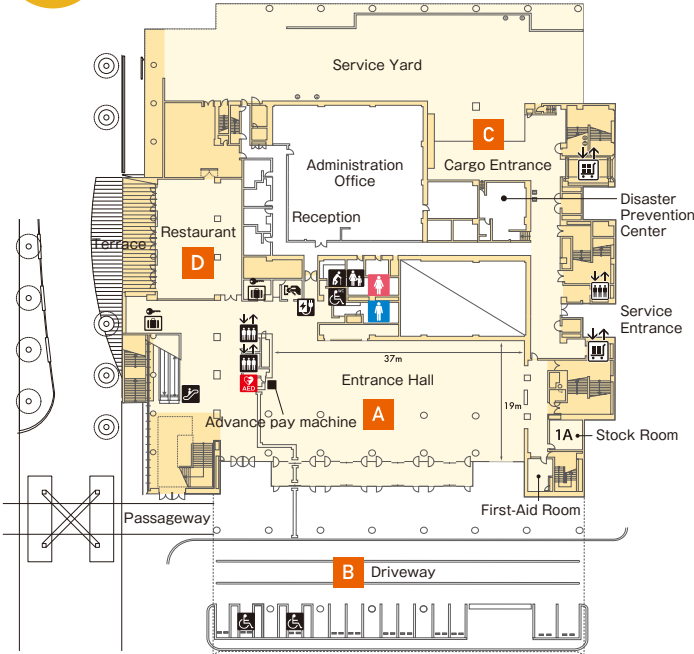 Service Yard
C
Cargo Entrance
Administration
Office
Reception
Disaster
Prevention
Center
Restaurant
Terrace
D
Service
Entrance
37m
Entrance Hall
19m
AED
A
Advance pay machine
1A
Stock Room
First-Aid Room
Passageway
B
Driveway